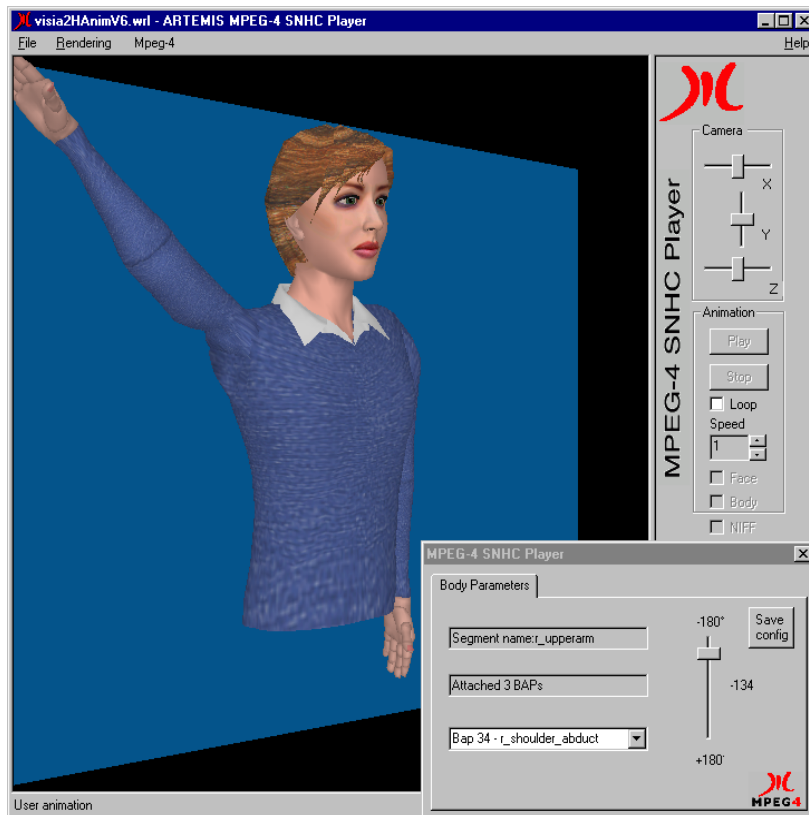 visia2HAnimV6.wrl - ARTEMIS MPEG-4 SNHC Player
File Rendering Mpeg-4 Help
MPEG-4 SNHC Player
Camera
X
Y
Z
Animation
Play
Stop
Loop
Speed
1
Face
Body
NIFF
MPEG-4 SNHC Player
Body Parameters
Segment name:r_upperarm
Attached 3 BAPs
Bap 34 - r_shoulder_abduct
-180°
-134
+180°
Save
config
MPEG4
User animation